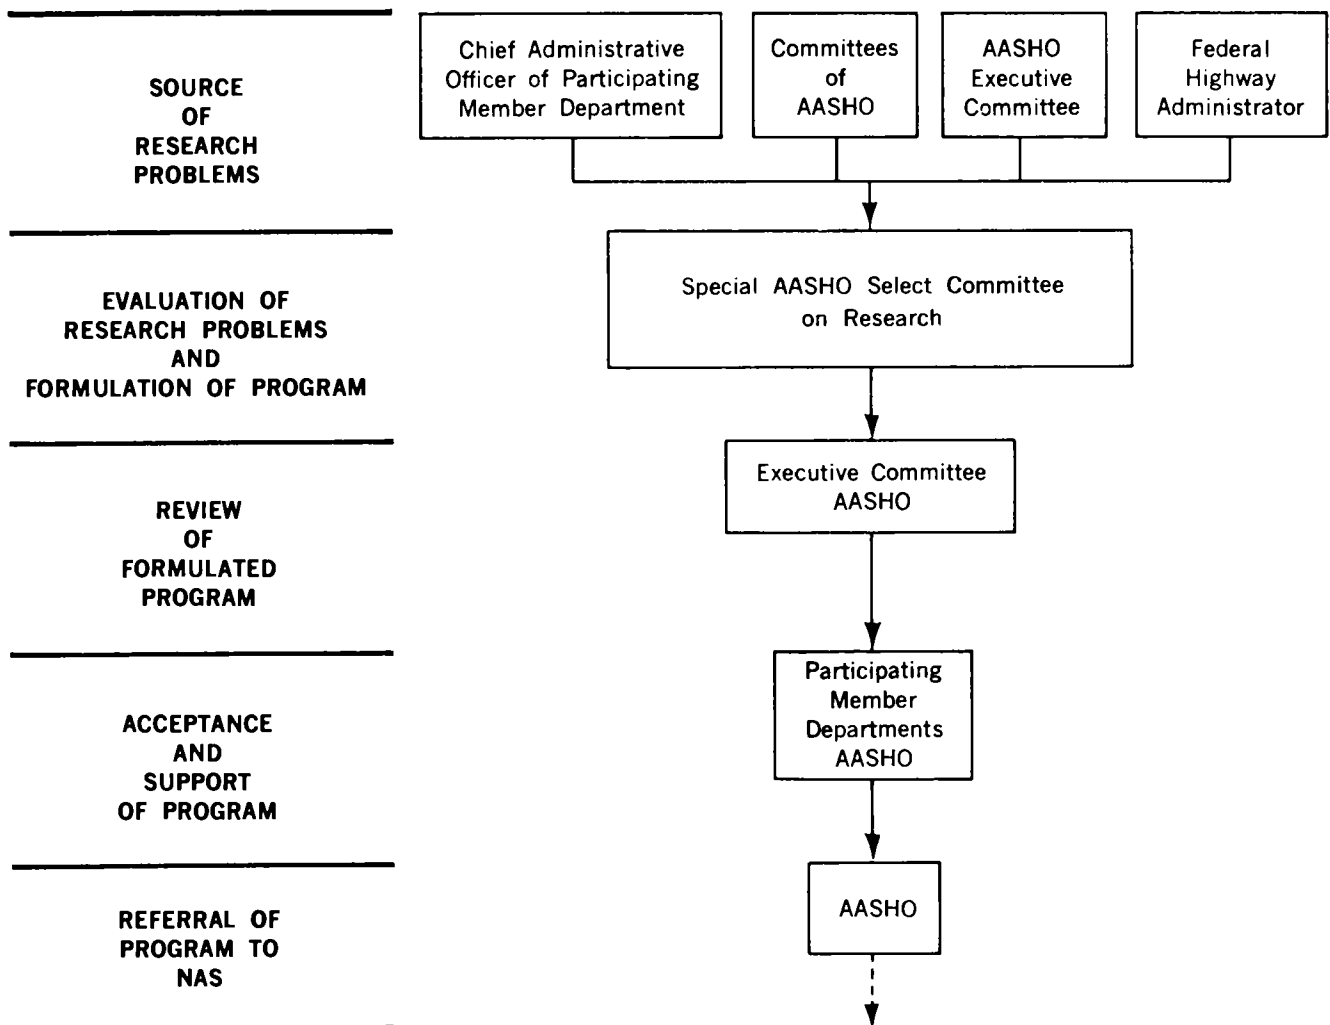 SOURCE
OF
RESEARCH
PROBLEMS
Chief Administrative
Officer of Participating
Member Department
Committees
of
AASHO
AASHO
Executive
Committee
Federal
Highway
Administrator
EVALUATION OF
RESEARCH PROBLEMS
AND
FORMULATION OF PROGRAM
Special AASHO Select Committee
on Research
REVIEW
OF
FORMULATED
PROGRAM
Executive Committee
AASHO
ACCEPTANCE
AND
SUPPORT
OF PROGRAM
Participating
Member
Departments
AASHO
REFERRAL OF
PROGRAM TO
NAS
AASHO